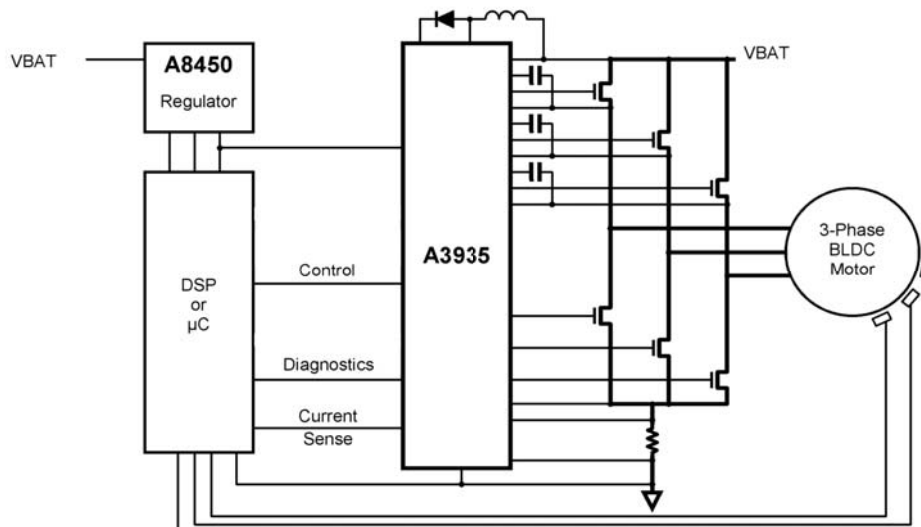 VBAT
A8450
Regulator
VBAT
A3935
3-Phase
BLDC
Motor
DSP
or
µC
Control
Diagnostics
Current
Sense